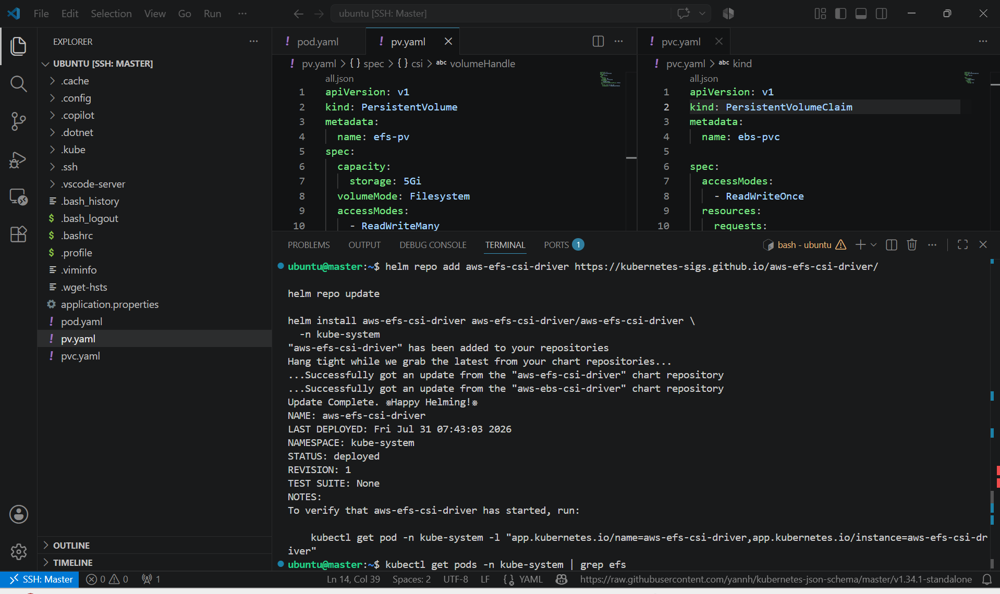 File Edit Selection View Go Run ··· ubuntu [SSH: Master]
EXPLORER
UBUNTU [SSH: MASTER]
.cache
.config
.copilot
.dotnet
.kube
.ssh
.vscode-server
.bash_history
$ .bash_logout
$ .bashrc
$ .profile
.viminfo
.wget-hsts
application.properties
! pod.yaml
! pv.yaml
! pvc.yaml
OUTLINE
TIMELINE
! pod.yaml ! pv.yaml
! pv.yaml > { } spec > { } csi > abc volumeHandle
all.json
1 apiVersion: v1
2 kind: PersistentVolume
3 metadata:
4 name: efs-pv
5 spec:
6 capacity:
7 storage: 5Gi
8 volumeMode: Filesystem
9 accessModes:
10 - ReadWriteMany
! pvc.yaml
! pvc.yaml > abc kind
all.json
1 apiVersion: v1
2 kind: PersistentVolumeClaim
3 metadata:
4 name: ebs-pvc
5
6 spec:
7 accessModes:
8 - ReadWriteOnce
9 resources:
10 requests:
PROBLEMS OUTPUT DEBUG CONSOLE TERMINAL PORTS 1 bash - ubuntu
ubuntu@master:~$ helm repo add aws-efs-csi-driver https://kubernetes-sigs.github.io/aws-efs-csi-driver/
helm repo update
helm install aws-efs-csi-driver aws-efs-csi-driver/aws-efs-csi-driver \
-n kube-system
"aws-efs-csi-driver" has been added to your repositories
Hang tight while we grab the latest from your chart repositories...
...Successfully got an update from the "aws-efs-csi-driver" chart repository
...Successfully got an update from the "aws-ebs-csi-driver" chart repository
Update Complete. ⎈Happy Helming!⎈
NAME: aws-efs-csi-driver
LAST DEPLOYED: Fri Jul 31 07:43:03 2026
NAMESPACE: kube-system
STATUS: deployed
REVISION: 1
TEST SUITE: None
NOTES:
To verify that aws-efs-csi-driver has started, run:
kubectl get pod -n kube-system -l "app.kubernetes.io/name=aws-efs-csi-driver,app.kubernetes.io/instance=aws-efs-csi-dr
iver"
ubuntu@master:~$ kubectl get pods -n kube-system | grep efs
SSH: Master 0 0 1 Ln 14, Col 39 Spaces: 2 UTF-8 LF YAML https://raw.githubusercontent.com/yannh/kubernetes-json-schema/master/v1.34.1-standalone